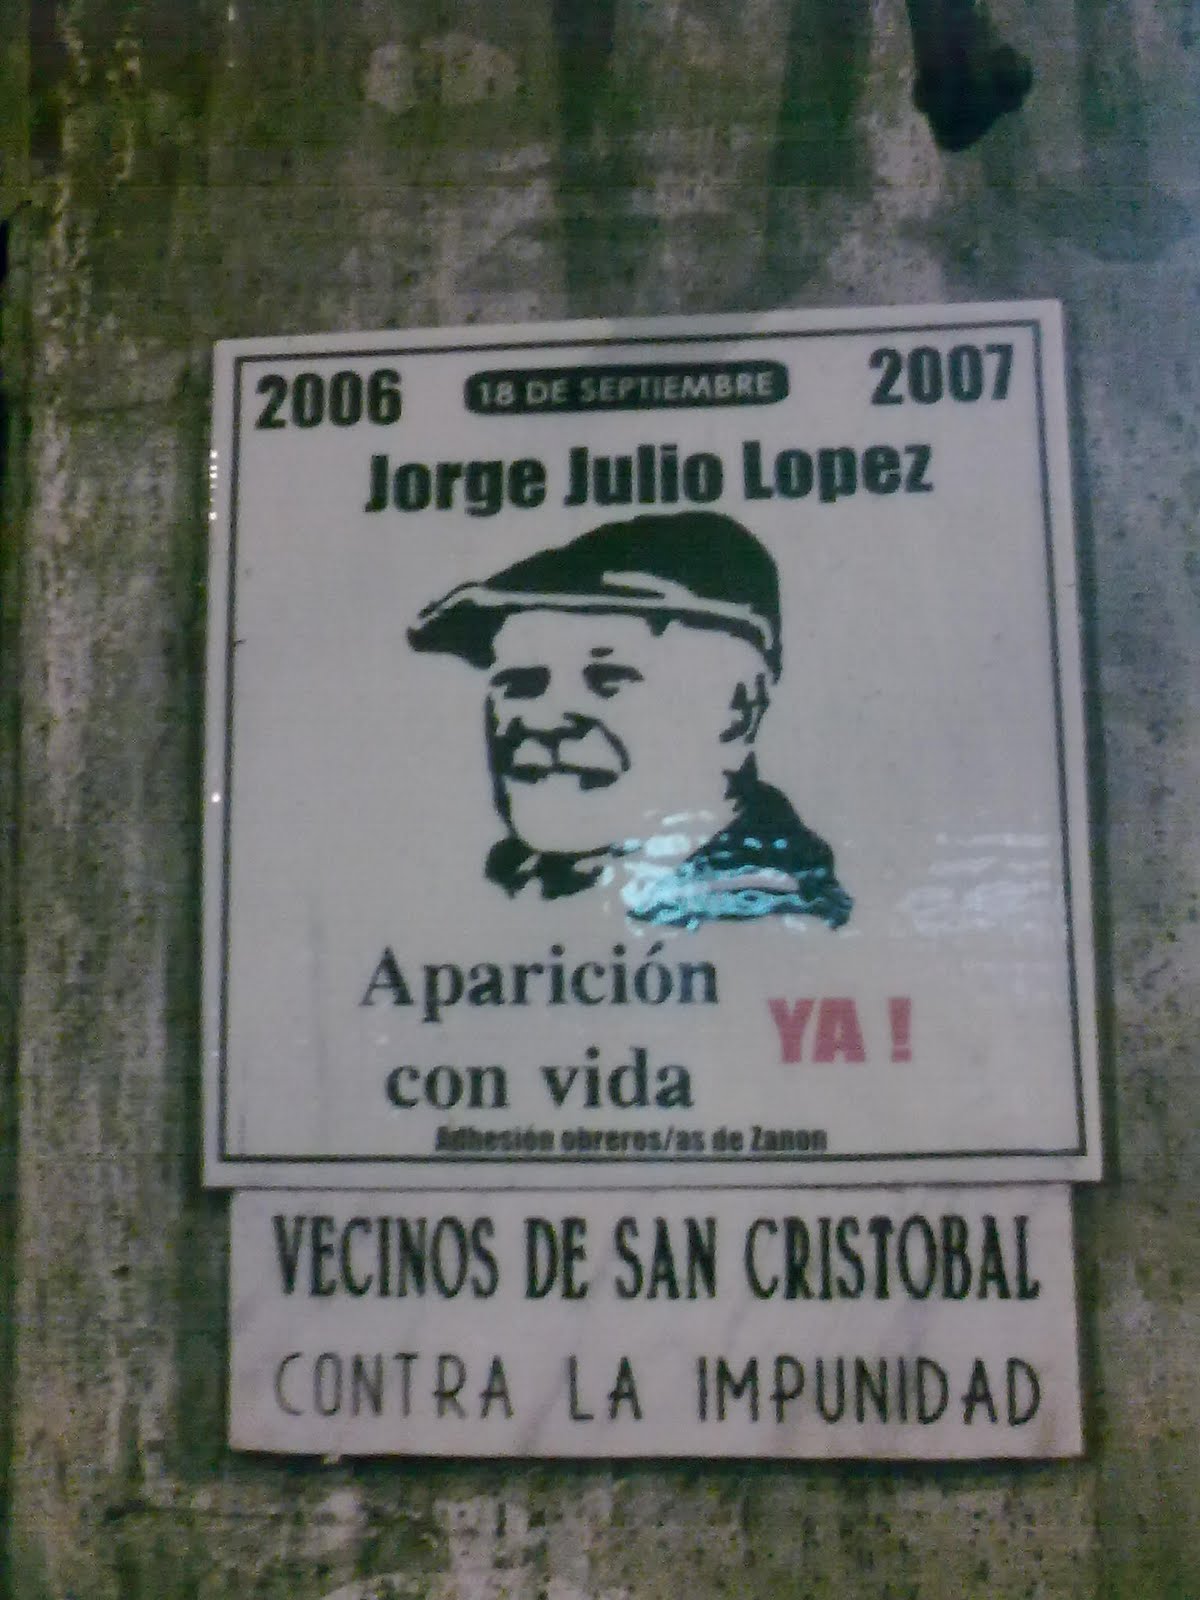 2006 18 DE SEPTIEMBRE 2007
Jorge Julio Lopez
Aparición
con vida YA !
Adhesión obreros/as de Zanon
VECINOS DE SAN CRISTOBAL
CONTRA LA IMPUNIDAD